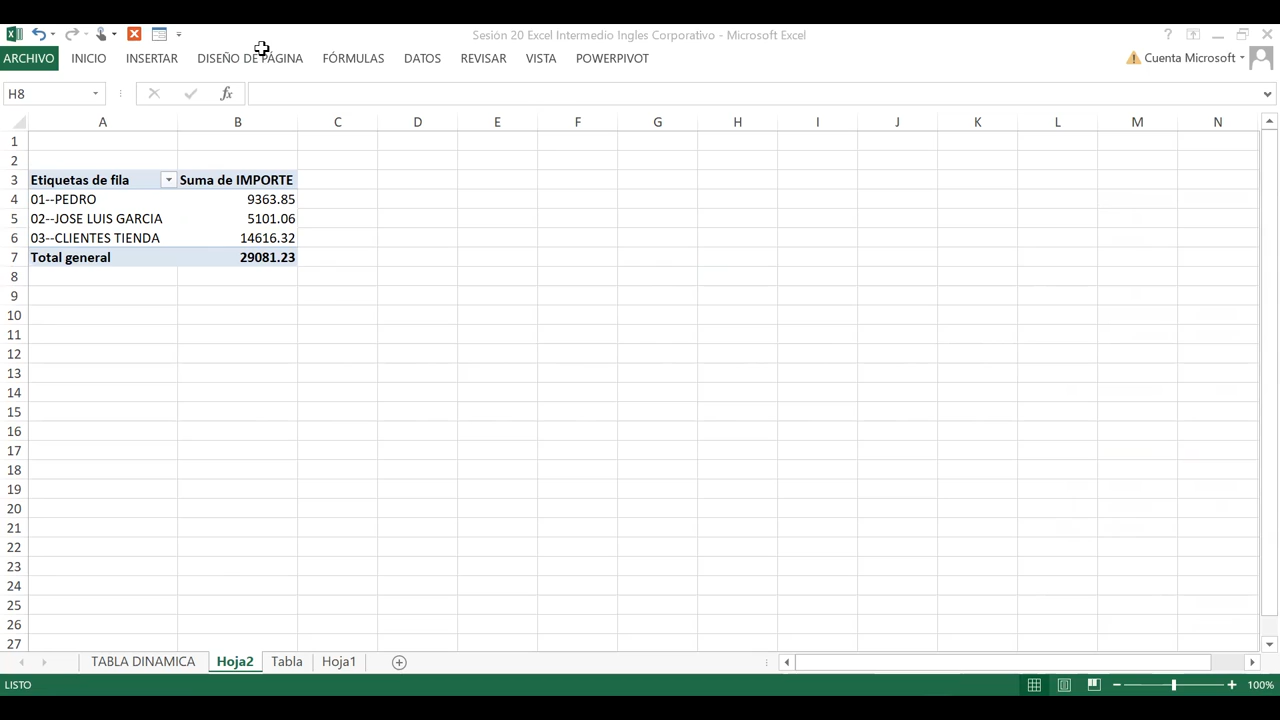 Sesión 20 Excel Intermedio Ingles Corporativo - Microsoft Excel
ARCHIVO INICIO INSERTAR DISEÑO DE PÁGINA FÓRMULAS DATOS REVISAR VISTA POWERPIVOT Cuenta Microsoft
H8 fx
A B C D E F G H I J K L M N
1
2
3 Etiquetas de fila Suma de IMPORTE
4 01--PEDRO 9363.85
5 02--JOSE LUIS GARCIA 5101.06
6 03--CLIENTES TIENDA 14616.32
7 Total general 29081.23
8
9
10
11
12
13
14
15
16
17
18
19
20
21
22
23
24
25
26
27
TABLA DINAMICA Hoja2 Tabla Hoja1
LISTO 100%